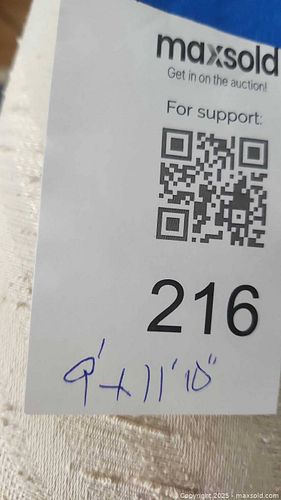 maxsold
Get in on the auction!
For support:
216
9' x 11' 10"
Copyright 2025 - maxsold.com